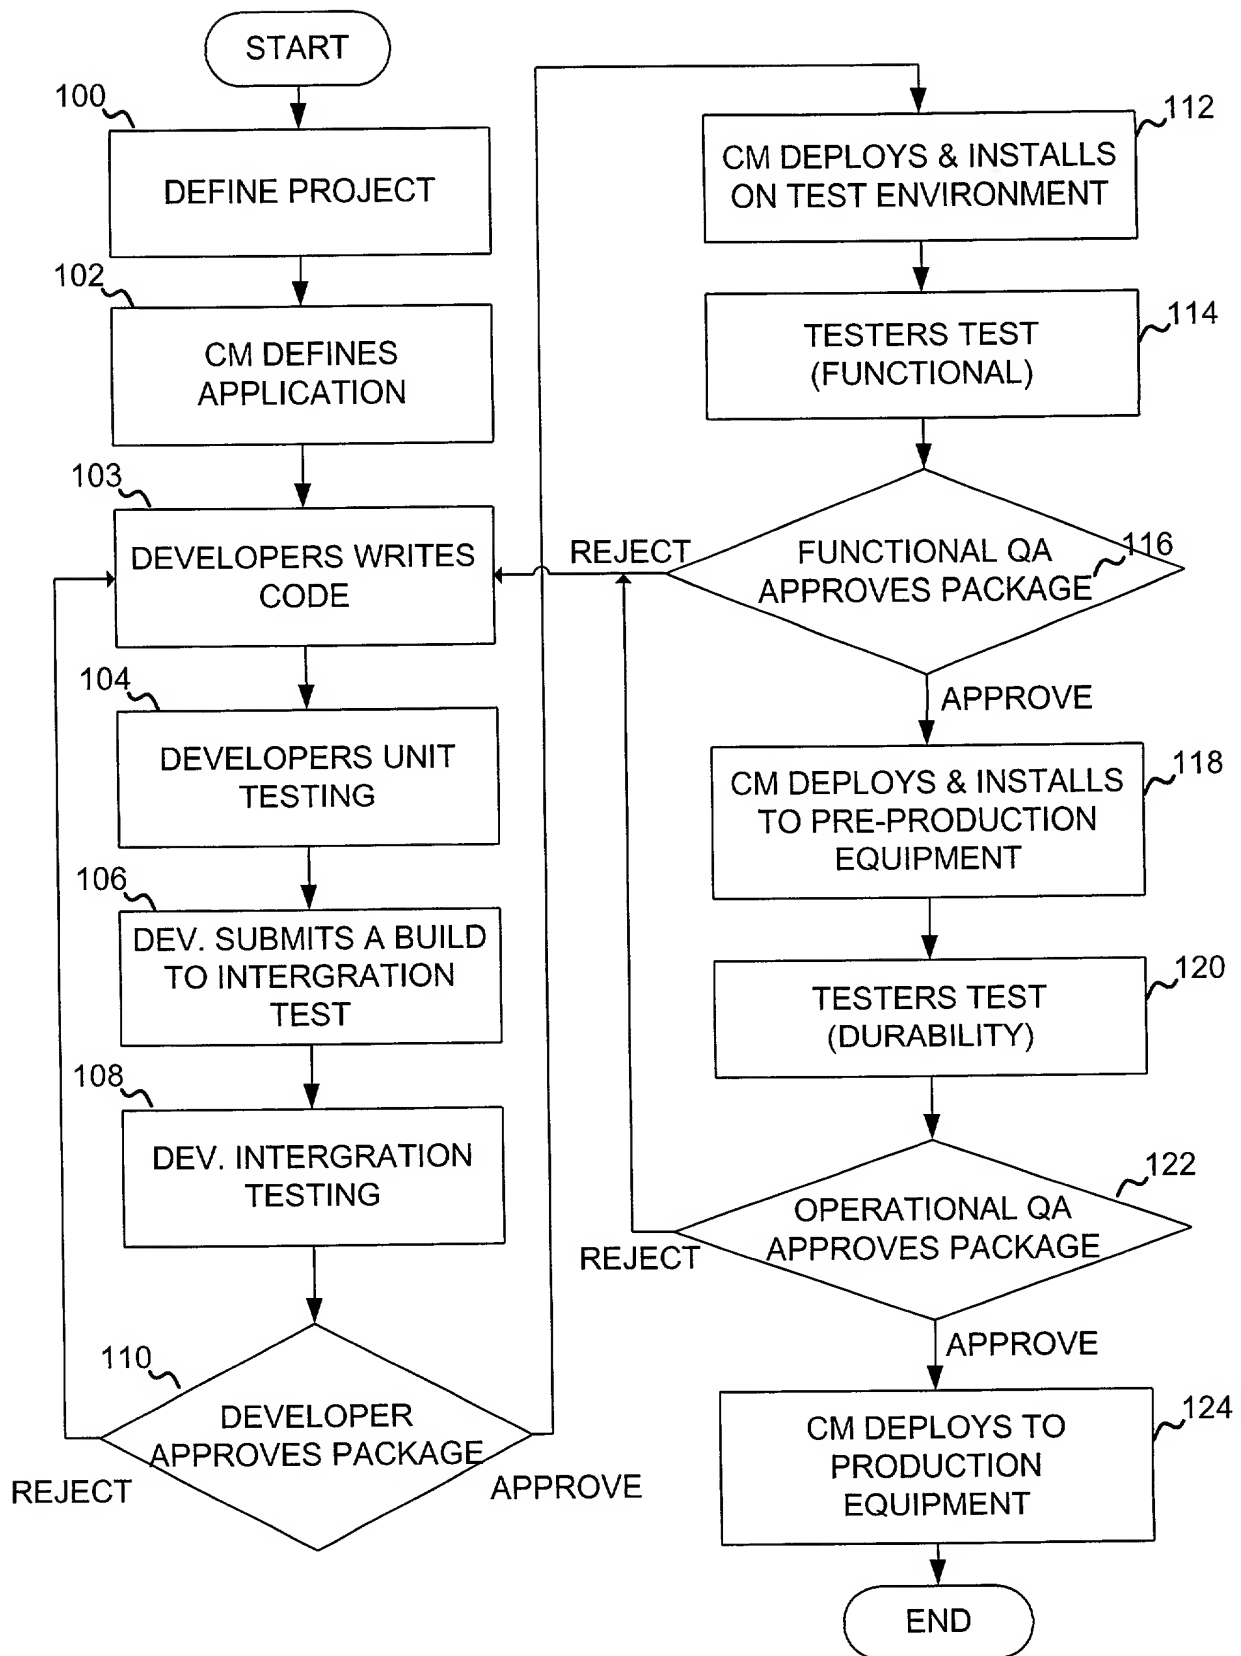 START
100
DEFINE PROJECT
102
CM DEFINES
APPLICATION
103
DEVELOPERS WRITES
CODE
104
DEVELOPERS UNIT
TESTING
106
DEV. SUBMITS A BUILD
TO INTERGRATION
TEST
108
DEV. INTERGRATION
TESTING
110
DEVELOPER
APPROVES PACKAGE
REJECT
APPROVE
112
CM DEPLOYS & INSTALLS
ON TEST ENVIRONMENT
114
TESTERS TEST
(FUNCTIONAL)
REJECT
FUNCTIONAL QA
116
APPROVES PACKAGE
APPROVE
118
CM DEPLOYS & INSTALLS
TO PRE-PRODUCTION
EQUIPMENT
120
TESTERS TEST
(DURABILITY)
122
OPERATIONAL QA
APPROVES PACKAGE
REJECT
APPROVE
124
CM DEPLOYS TO
PRODUCTION
EQUIPMENT
END